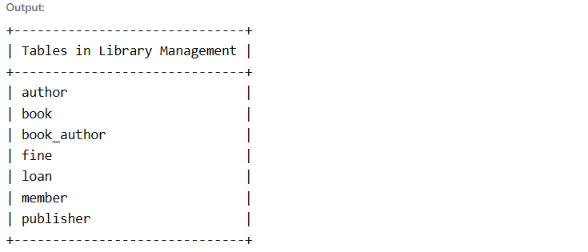 Output:
+------------------------------+
| Tables in Library Management |
+------------------------------+
| author                       |
| book                         |
| book_author                  |
| fine                         |
| loan                         |
| member                       |
| publisher                    |
+------------------------------+